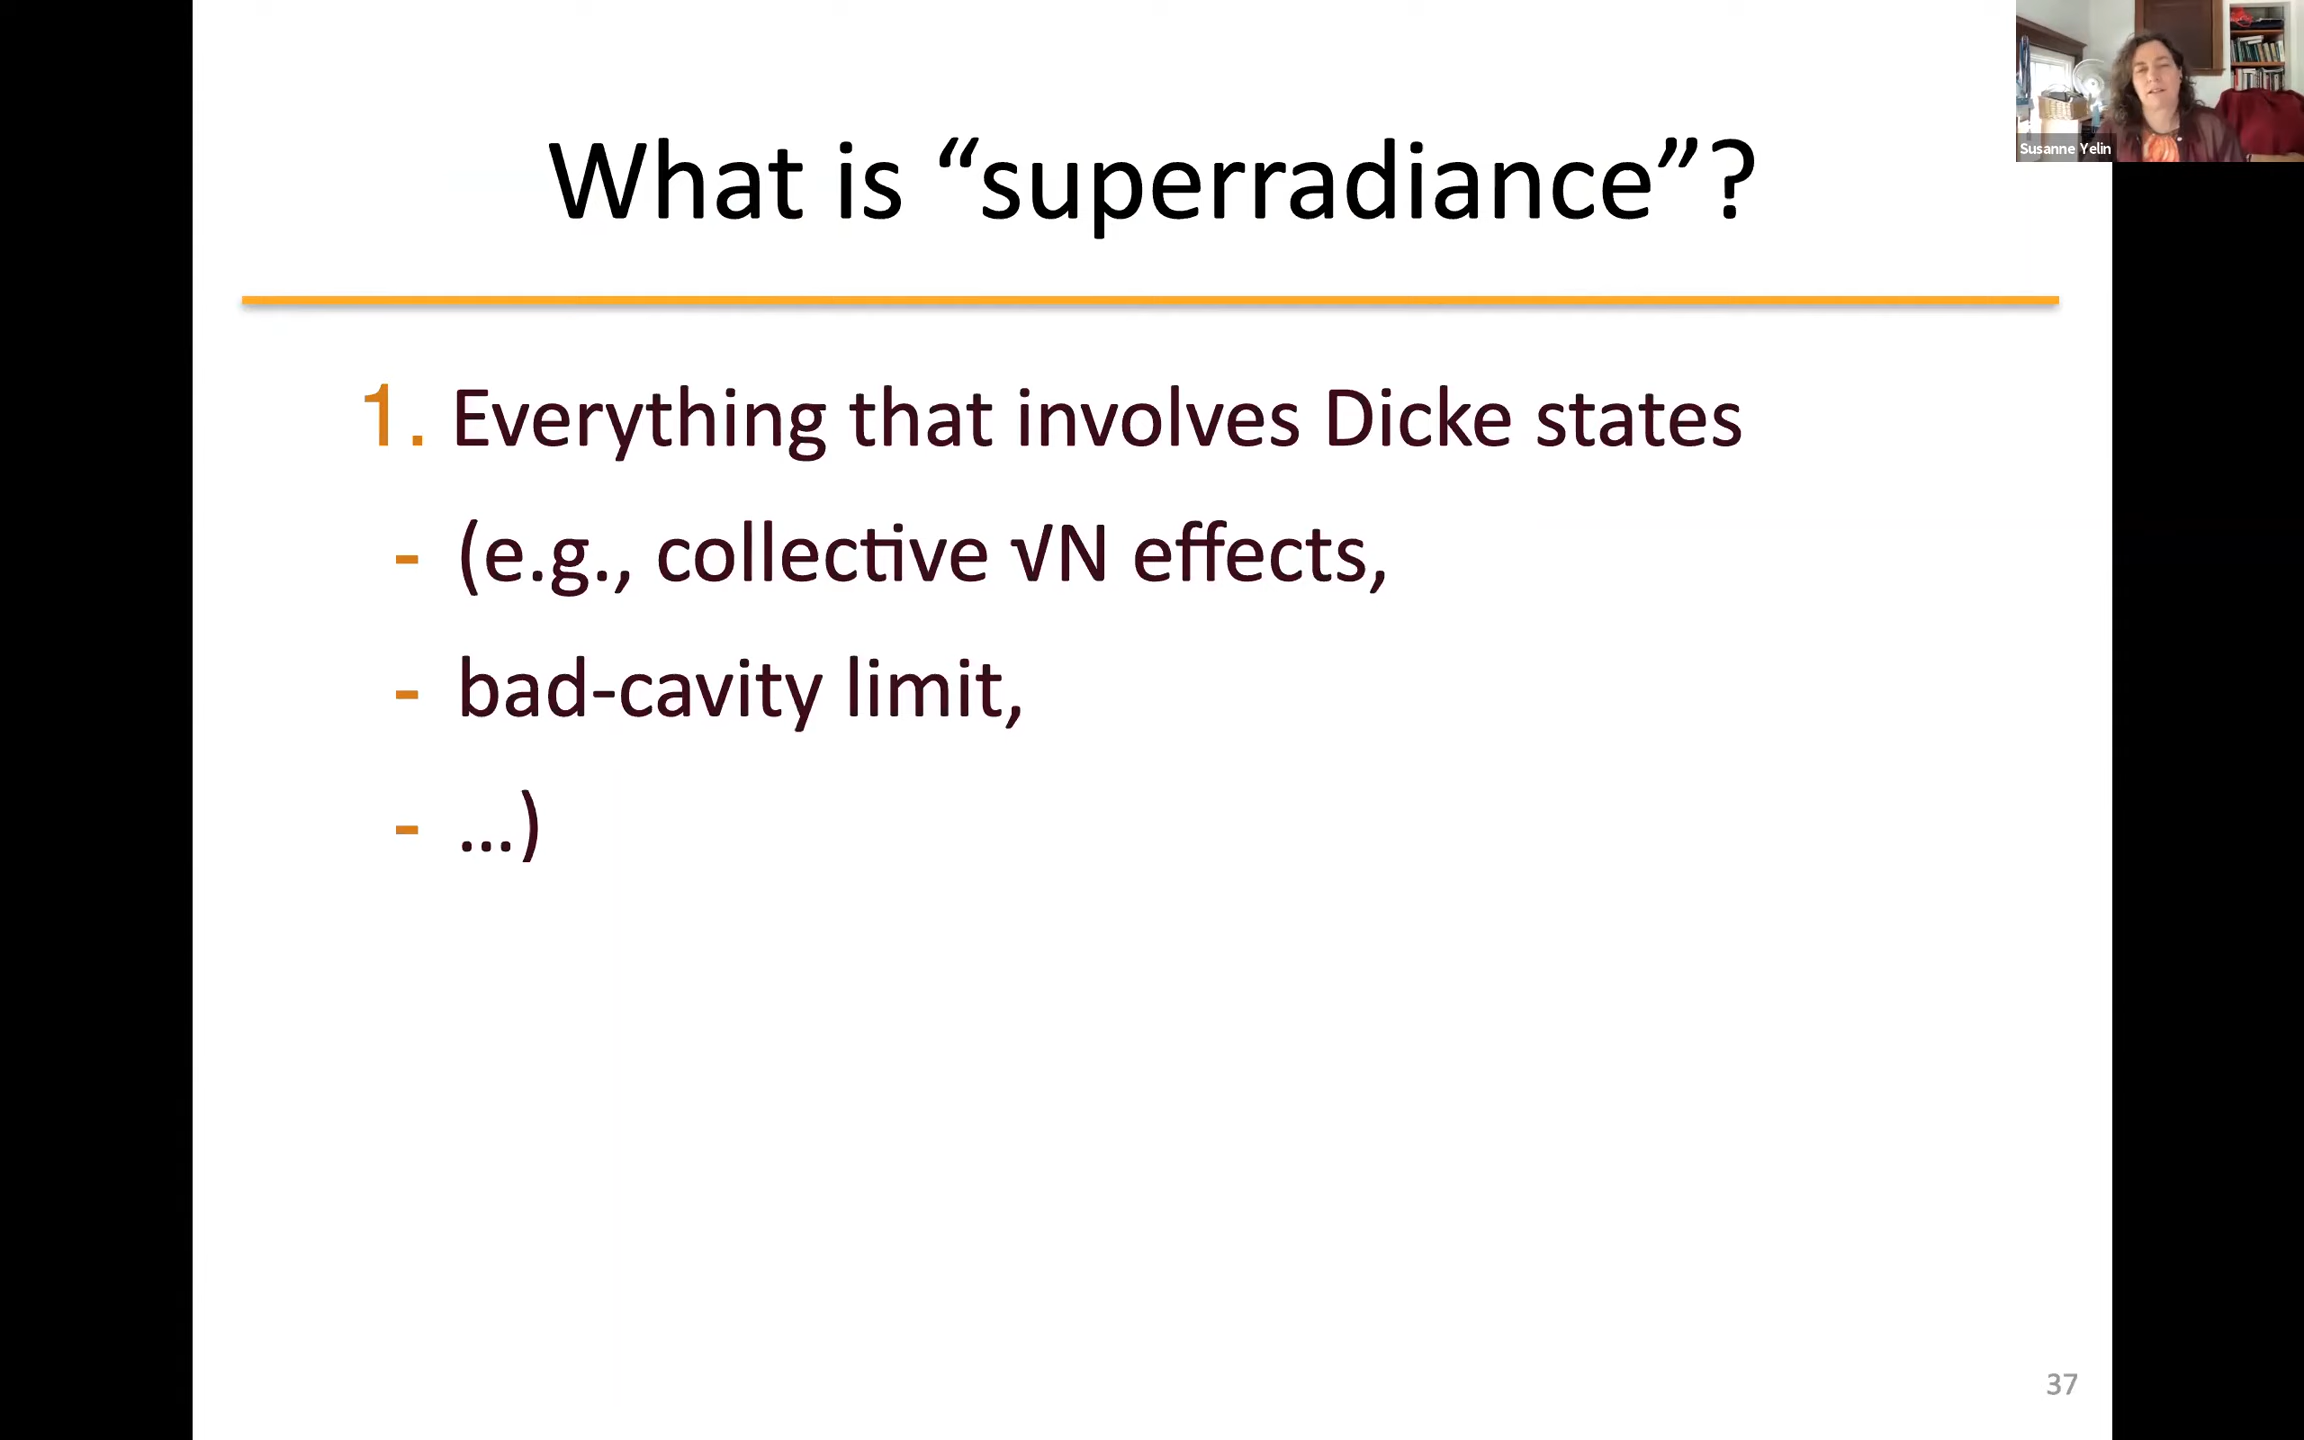 What is “superradiance”?
Susanne Yelin
1. Everything that involves Dicke states
- (e.g., collective √N effects,
- bad-cavity limit,
- ...)
37